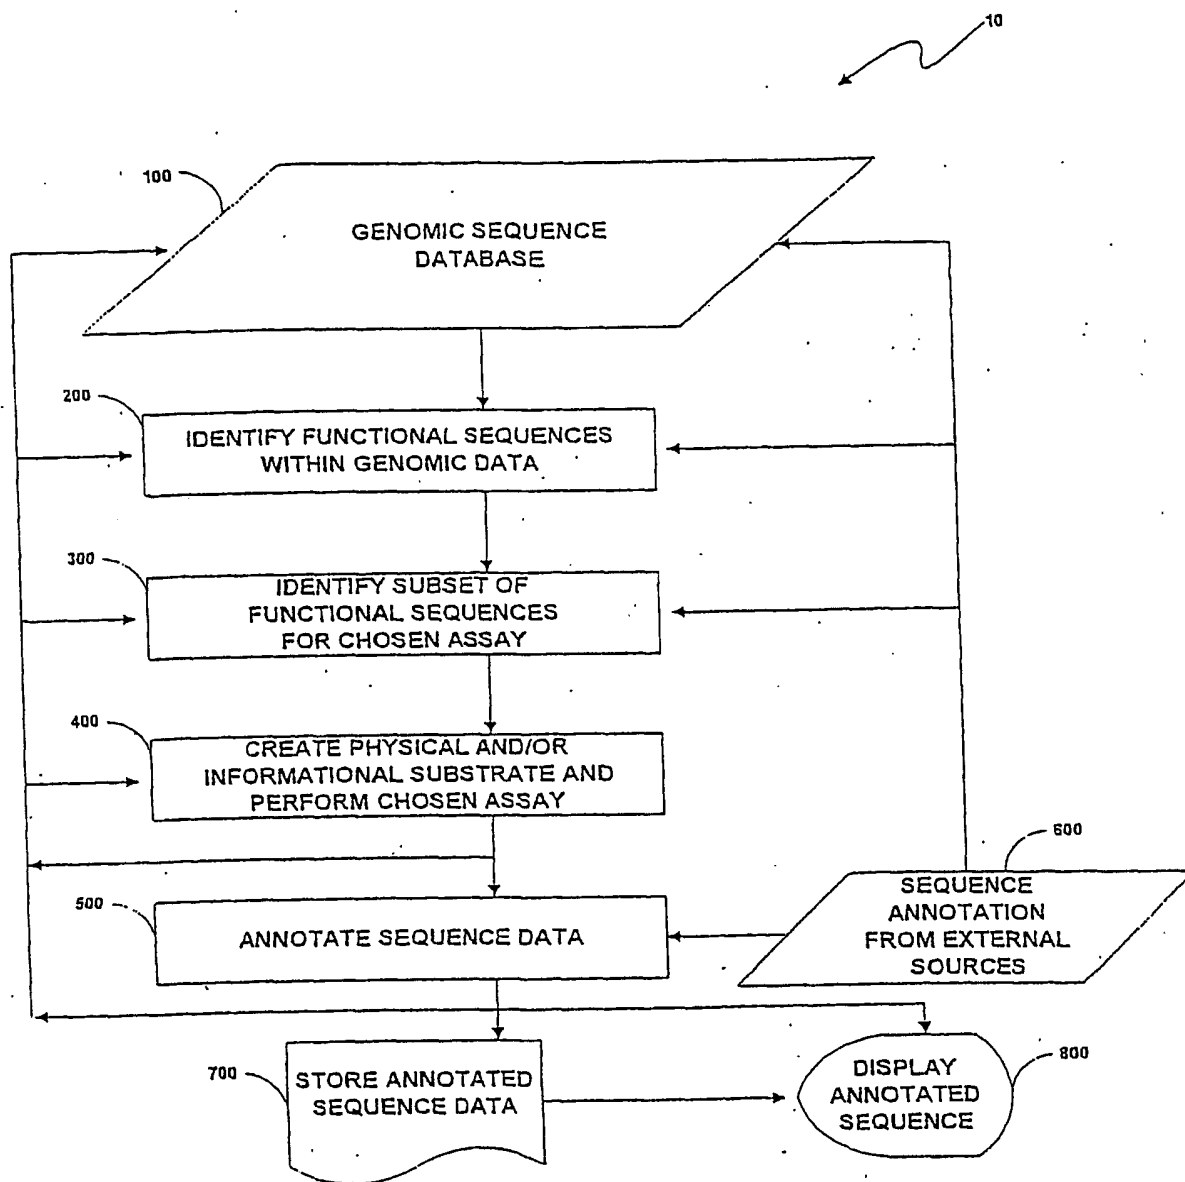 10
100
GENOMIC SEQUENCE
DATABASE
200
IDENTIFY FUNCTIONAL SEQUENCES
WITHIN GENOMIC DATA
300
IDENTIFY SUBSET OF
FUNCTIONAL SEQUENCES
FOR CHOSEN ASSAY
400
CREATE PHYSICAL AND/OR
INFORMATIONAL SUBSTRATE AND
PERFORM CHOSEN ASSAY
500
ANNOTATE SEQUENCE DATA
600
SEQUENCE
ANNOTATION
FROM EXTERNAL
SOURCES
700
STORE ANNOTATED
SEQUENCE DATA
800
DISPLAY
ANNOTATED
SEQUENCE